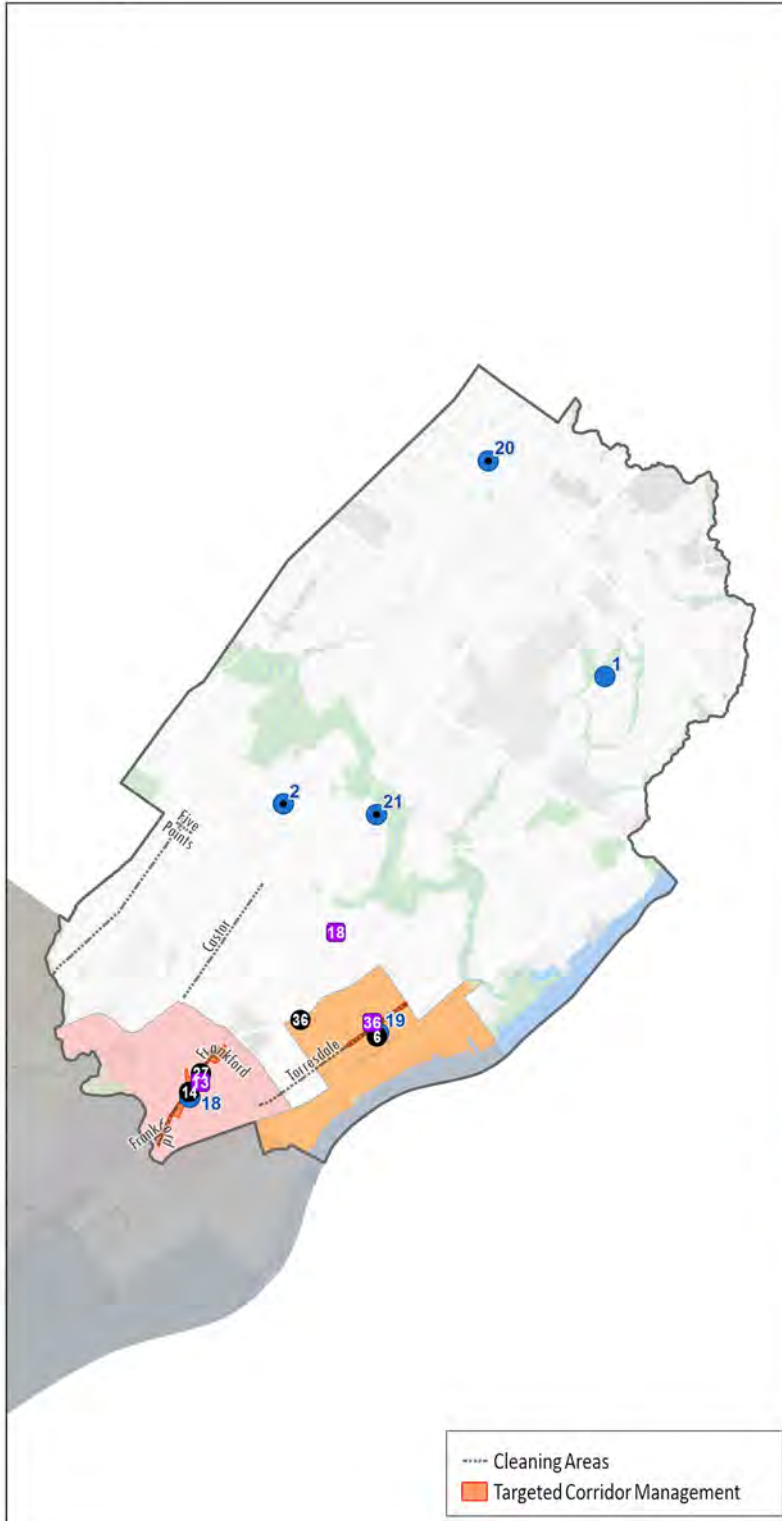 20
1
2
21
Five
Points
Castor
18
36
36
19
6
Torresdale
Frankford
27
13
14
18
Frankford
Cleaning Areas
Targeted Corridor Management